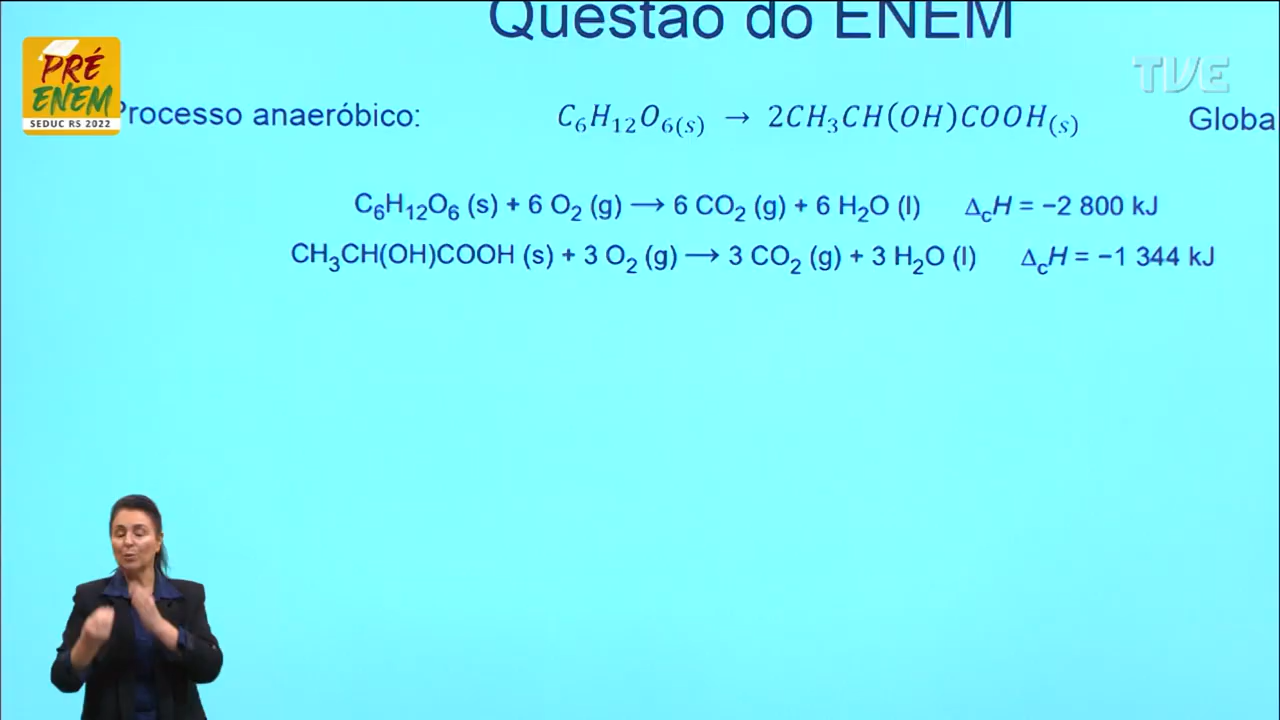 Questão do ENEM
PRÉ
ENEM
SEDUC RS 2022
TVE
Processo anaeróbico: C₆H₁₂O₆₍ₛ₎ → 2CH₃CH(OH)COOH₍ₛ₎ Globa
C₆H₁₂O₆ (s) + 6 O₂ (g) ⟶ 6 CO₂ (g) + 6 H₂O (l) Δ_cH = −2 800 kJ
CH₃CH(OH)COOH (s) + 3 O₂ (g) ⟶ 3 CO₂ (g) + 3 H₂O (l) Δ_cH = −1 344 kJ